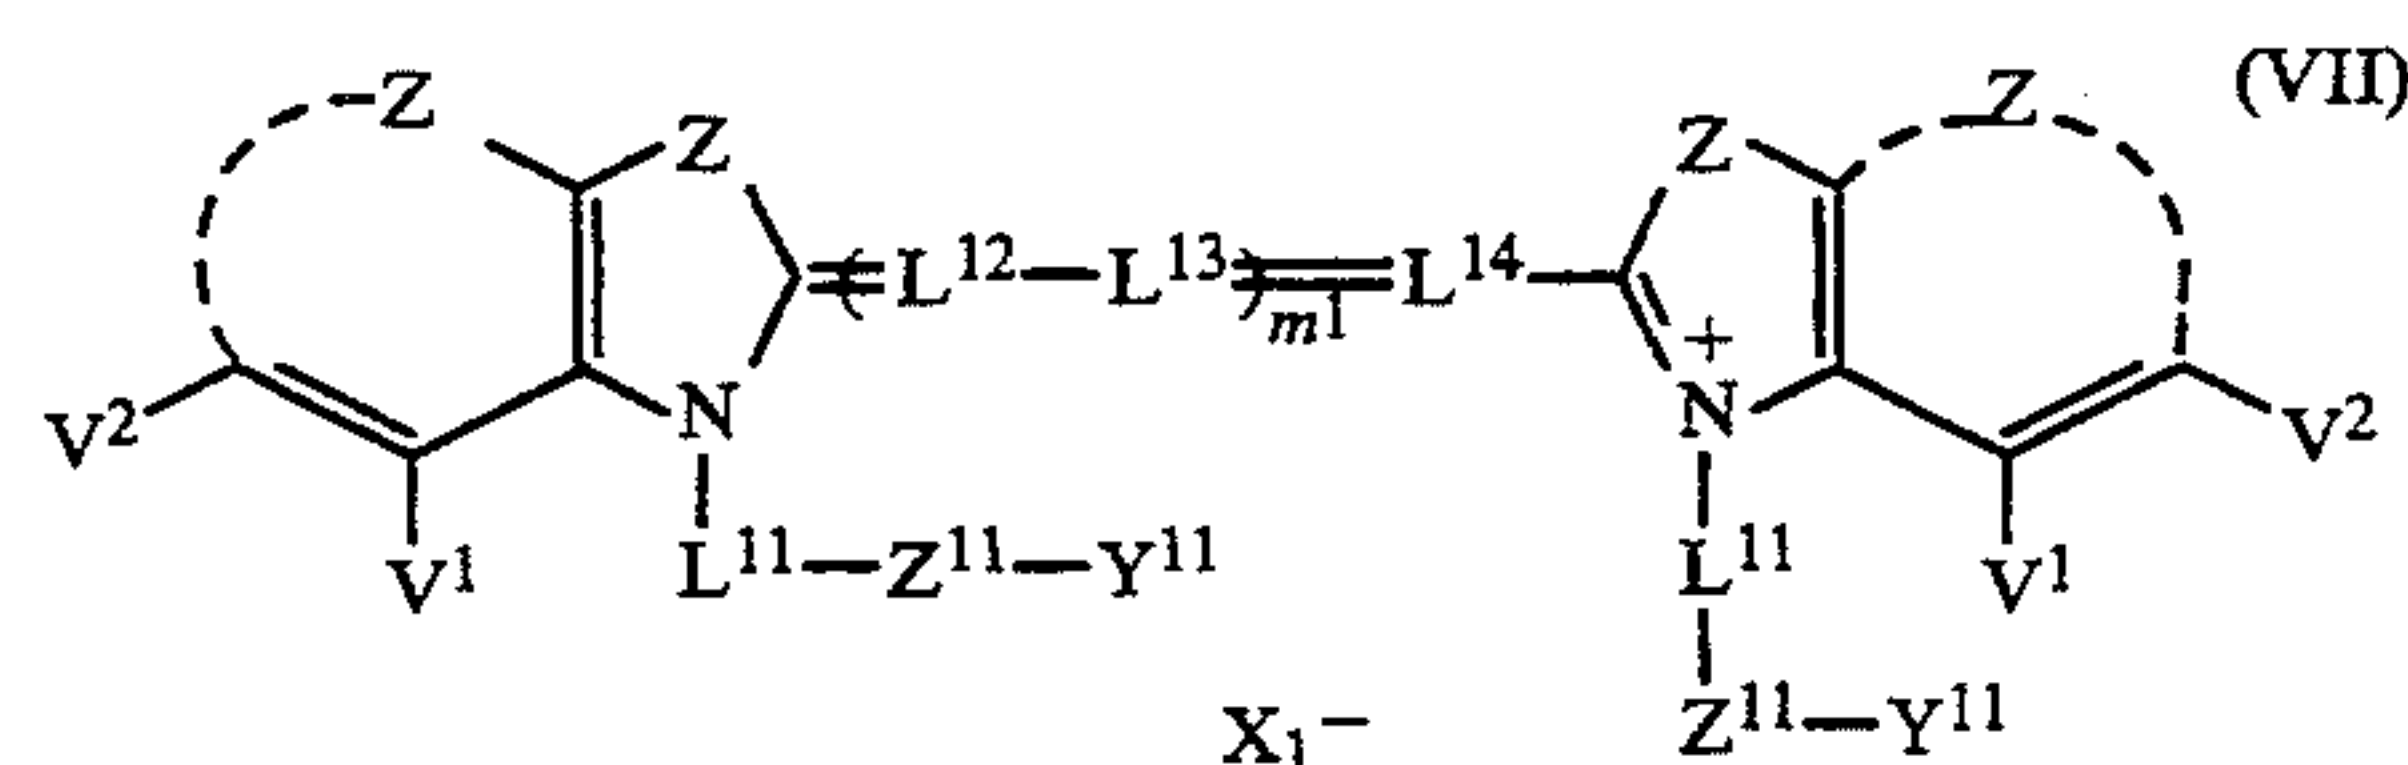 Z Z Z Z (VII)
=(L¹²—L¹³)m¹=L¹⁴—
+
V² N N V²
V¹ L¹¹—Z¹¹—Y¹¹ L¹¹ V¹
X₁⁻ Z¹¹—Y¹¹